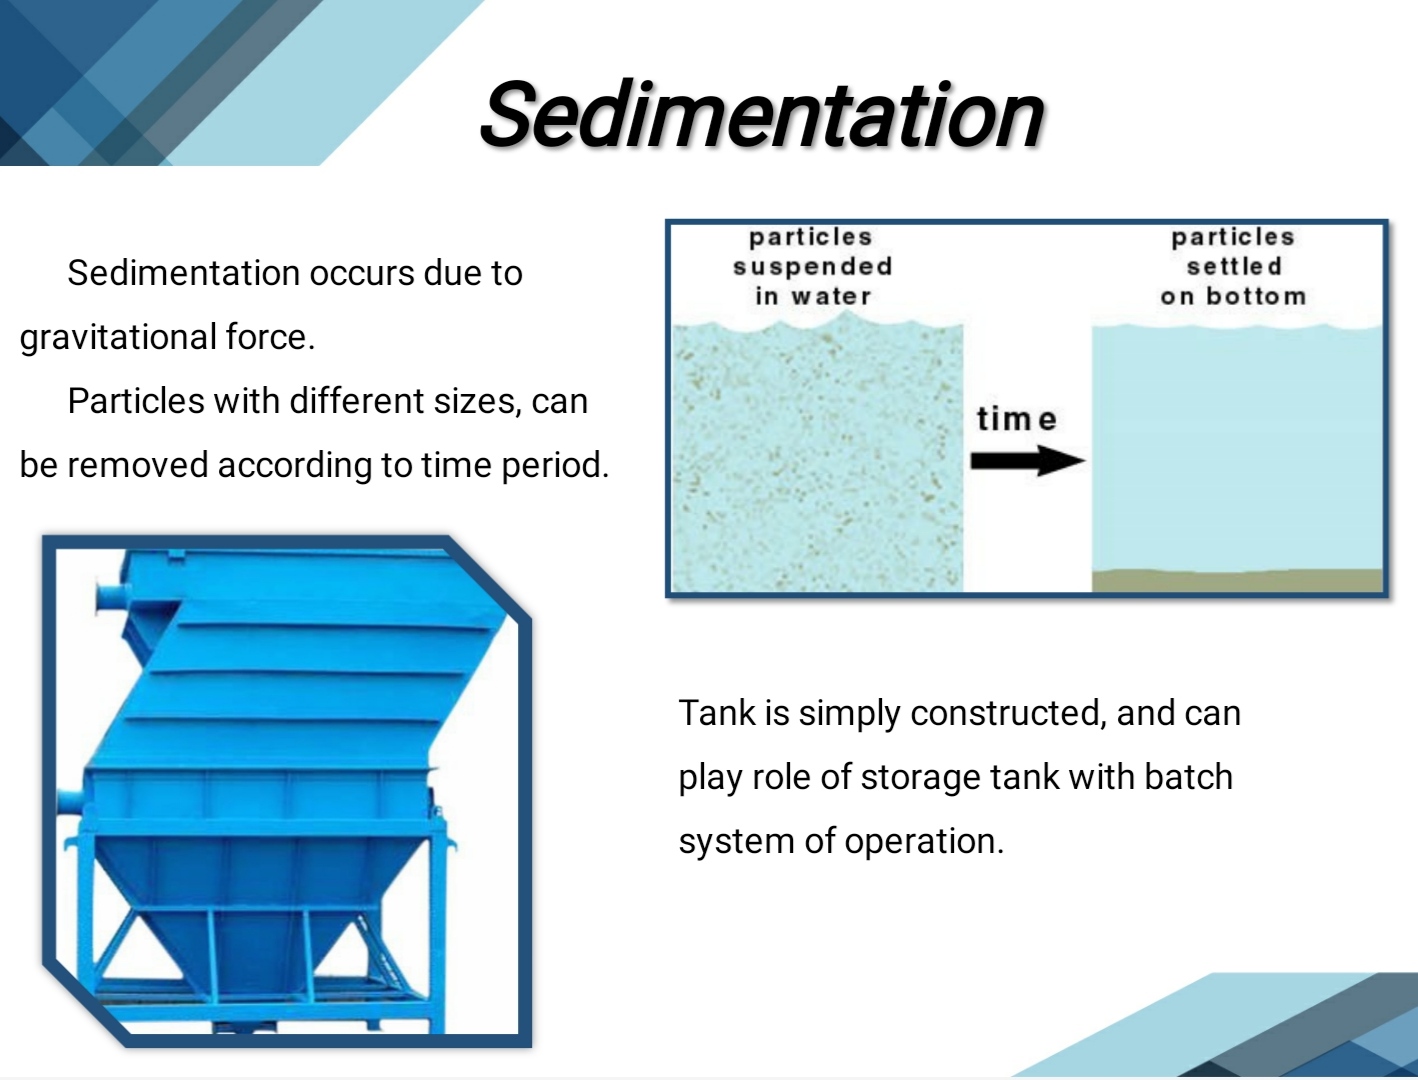 Sedimentation
Sedimentation occurs due to
gravitational force.
Particles with different sizes, can
be removed according to time period.
particles
suspended
in water
time
particles
settled
on bottom
Tank is simply constructed, and can
play role of storage tank with batch
system of operation.